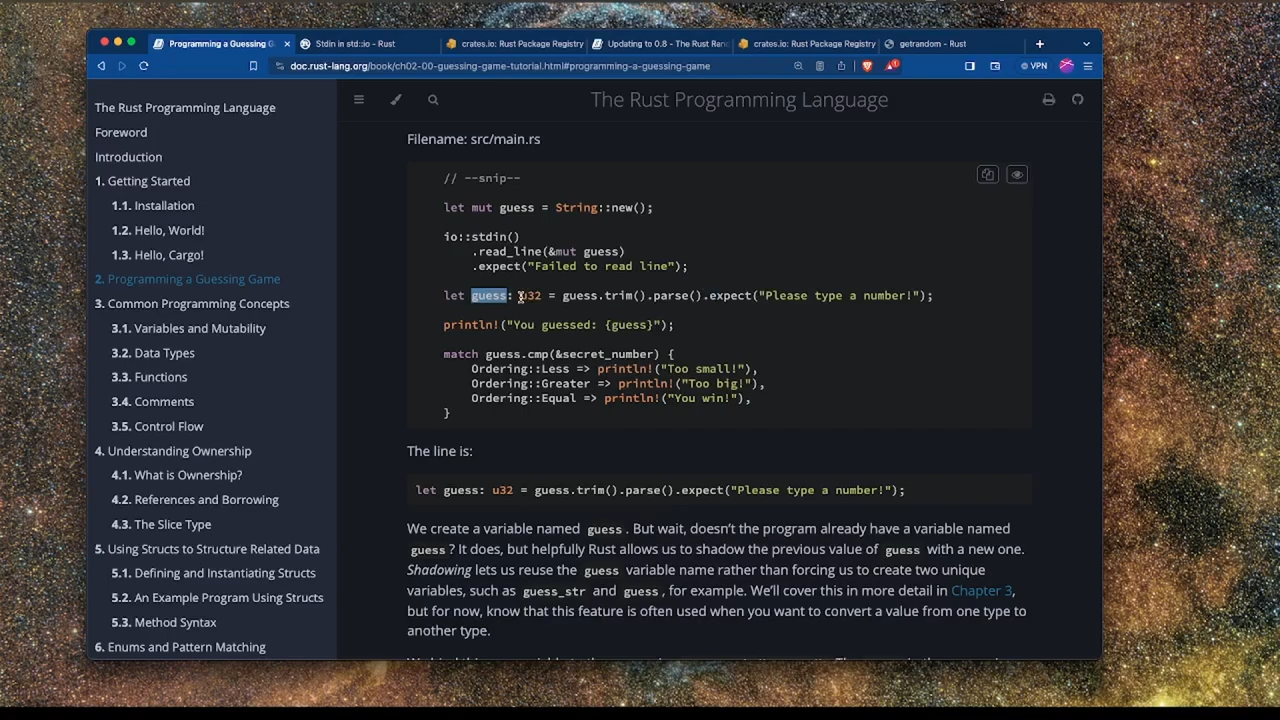 Programming a Guessing G
Stdin in std::io - Rust
crates.io: Rust Package Registry
Updating to 0.8 - The Rust Ran
crates.io: Rust Package Registry
getrandom - Rust
doc.rust-lang.org/book/ch02-00-guessing-game-tutorial.html#programming-a-guessing-game
VPN
The Rust Programming Language
Foreword
Introduction
1. Getting Started
1.1. Installation
1.2. Hello, World!
1.3. Hello, Cargo!
2. Programming a Guessing Game
3. Common Programming Concepts
3.1. Variables and Mutability
3.2. Data Types
3.3. Functions
3.4. Comments
3.5. Control Flow
4. Understanding Ownership
4.1. What is Ownership?
4.2. References and Borrowing
4.3. The Slice Type
5. Using Structs to Structure Related Data
5.1. Defining and Instantiating Structs
5.2. An Example Program Using Structs
5.3. Method Syntax
6. Enums and Pattern Matching
The Rust Programming Language
Filename: src/main.rs
// --snip--
let mut guess = String::new();
io::stdin()
.read_line(&mut guess)
.expect("Failed to read line");
let guess: u32 = guess.trim().parse().expect("Please type a number!");
println!("You guessed: {guess}");
match guess.cmp(&secret_number) {
Ordering::Less => println!("Too small!"),
Ordering::Greater => println!("Too big!"),
Ordering::Equal => println!("You win!"),
}
The line is:
let guess: u32 = guess.trim().parse().expect("Please type a number!");
We create a variable named guess. But wait, doesn't the program already have a variable named
guess? It does, but helpfully Rust allows us to shadow the previous value of guess with a new one.
Shadowing lets us reuse the guess variable name rather than forcing us to create two unique
variables, such as guess_str and guess, for example. We'll cover this in more detail in Chapter 3,
but for now, know that this feature is often used when you want to convert a value from one type to
another type.